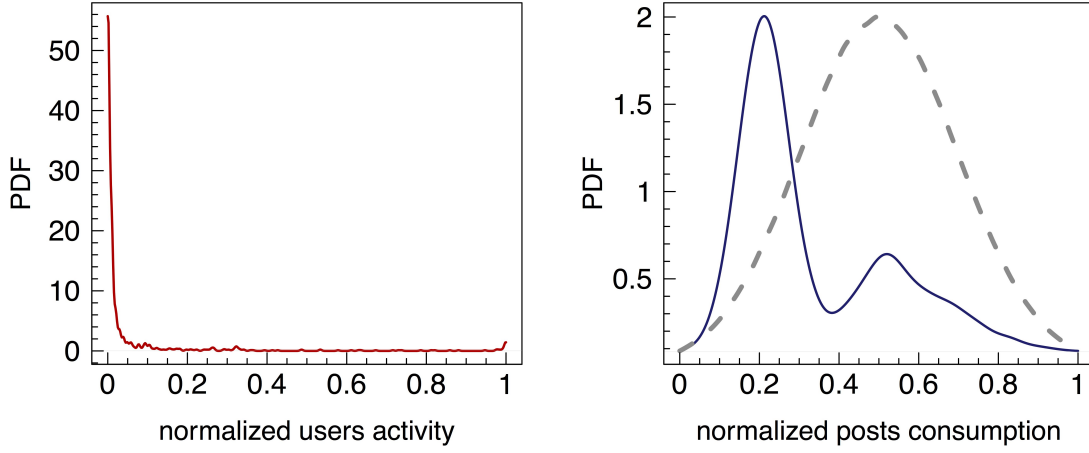 PDF
50
40
30
20
10
0
0 0.2 0.4 0.6 0.8 1
normalized users activity
PDF
2
1.5
1
0.5
0 0.2 0.4 0.6 0.8 1
normalized posts consumption